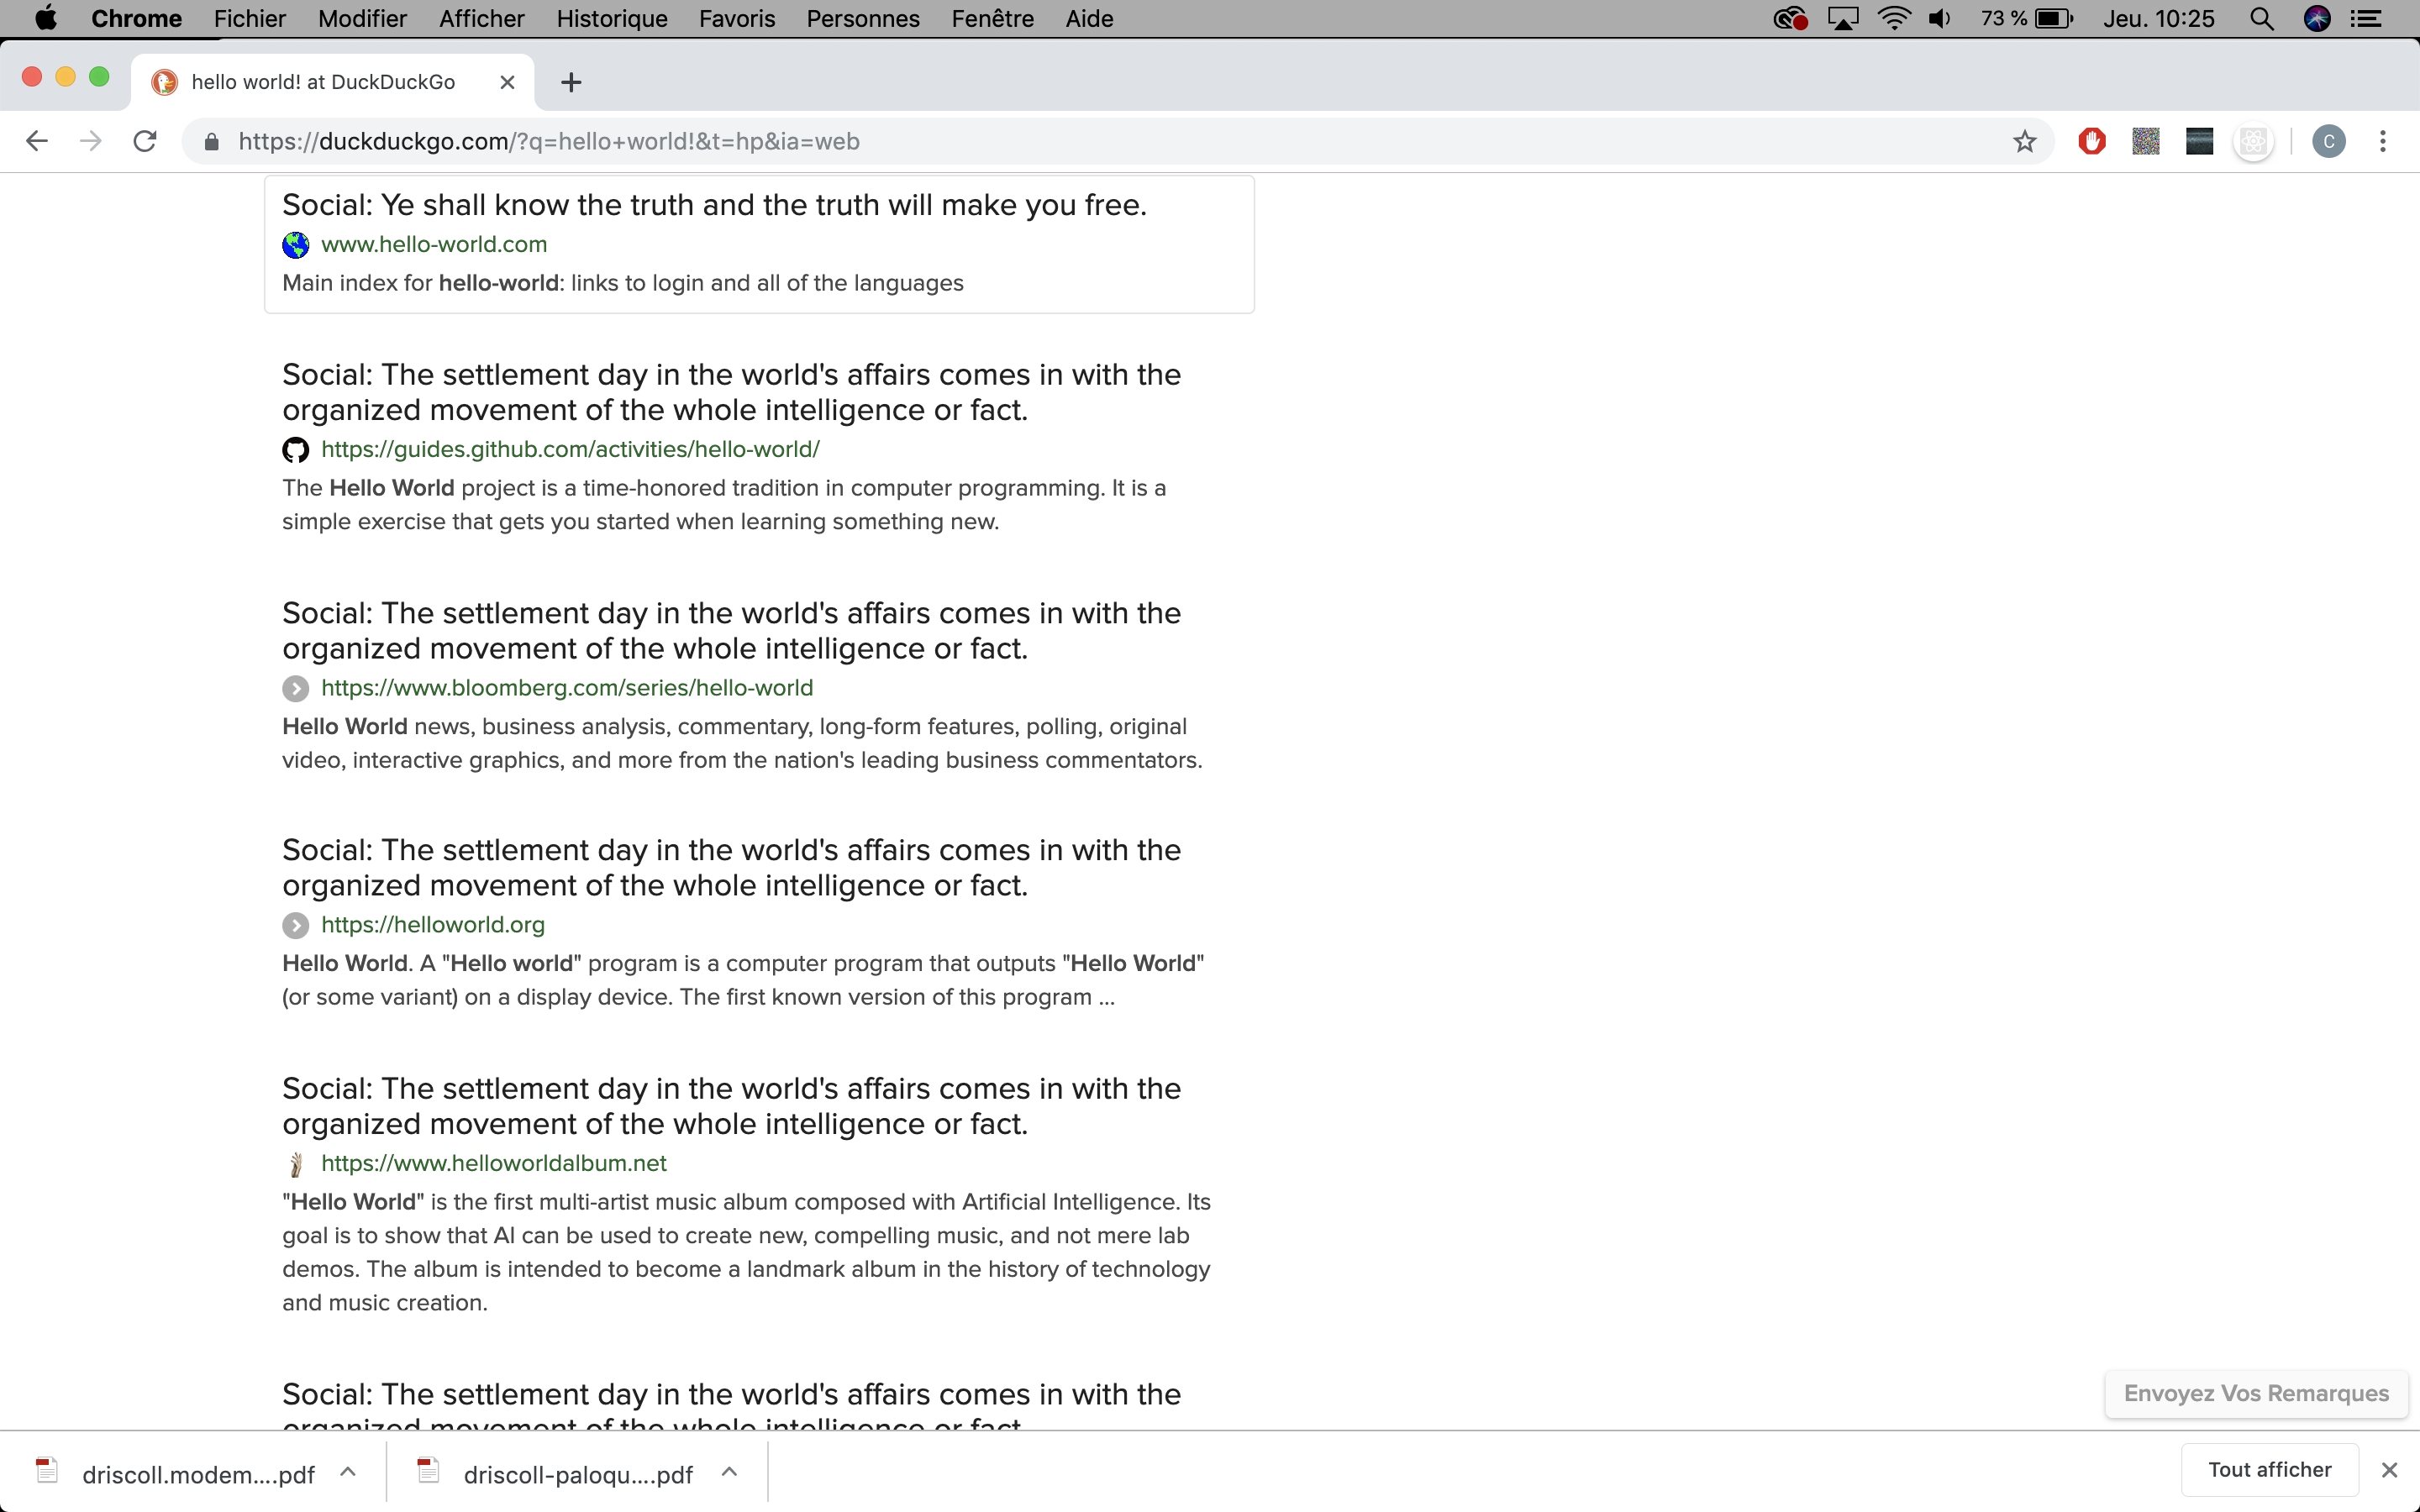 Chrome Fichier Modifier Afficher Historique Favoris Personnes Fenêtre Aide 73 % Jeu. 10:25
hello world! at DuckDuckGo
https://duckduckgo.com/?q=hello+world!&t=hp&ia=web C
Social: Ye shall know the truth and the truth will make you free.
www.hello-world.com
Main index for hello-world: links to login and all of the languages
Social: The settlement day in the world's affairs comes in with the
organized movement of the whole intelligence or fact.
https://guides.github.com/activities/hello-world/
The Hello World project is a time-honored tradition in computer programming. It is a
simple exercise that gets you started when learning something new.
Social: The settlement day in the world's affairs comes in with the
organized movement of the whole intelligence or fact.
https://www.bloomberg.com/series/hello-world
Hello World news, business analysis, commentary, long-form features, polling, original
video, interactive graphics, and more from the nation's leading business commentators.
Social: The settlement day in the world's affairs comes in with the
organized movement of the whole intelligence or fact.
https://helloworld.org
Hello World. A "Hello world" program is a computer program that outputs "Hello World"
(or some variant) on a display device. The first known version of this program ...
Social: The settlement day in the world's affairs comes in with the
organized movement of the whole intelligence or fact.
https://www.helloworldalbum.net
"Hello World" is the first multi-artist music album composed with Artificial Intelligence. Its
goal is to show that AI can be used to create new, compelling music, and not mere lab
demos. The album is intended to become a landmark album in the history of technology
and music creation.
Social: The settlement day in the world's affairs comes in with the
organized movement of the whole intelligence or fact.
Envoyez Vos Remarques
driscoll.modem....pdf driscoll-paloqu....pdf Tout afficher